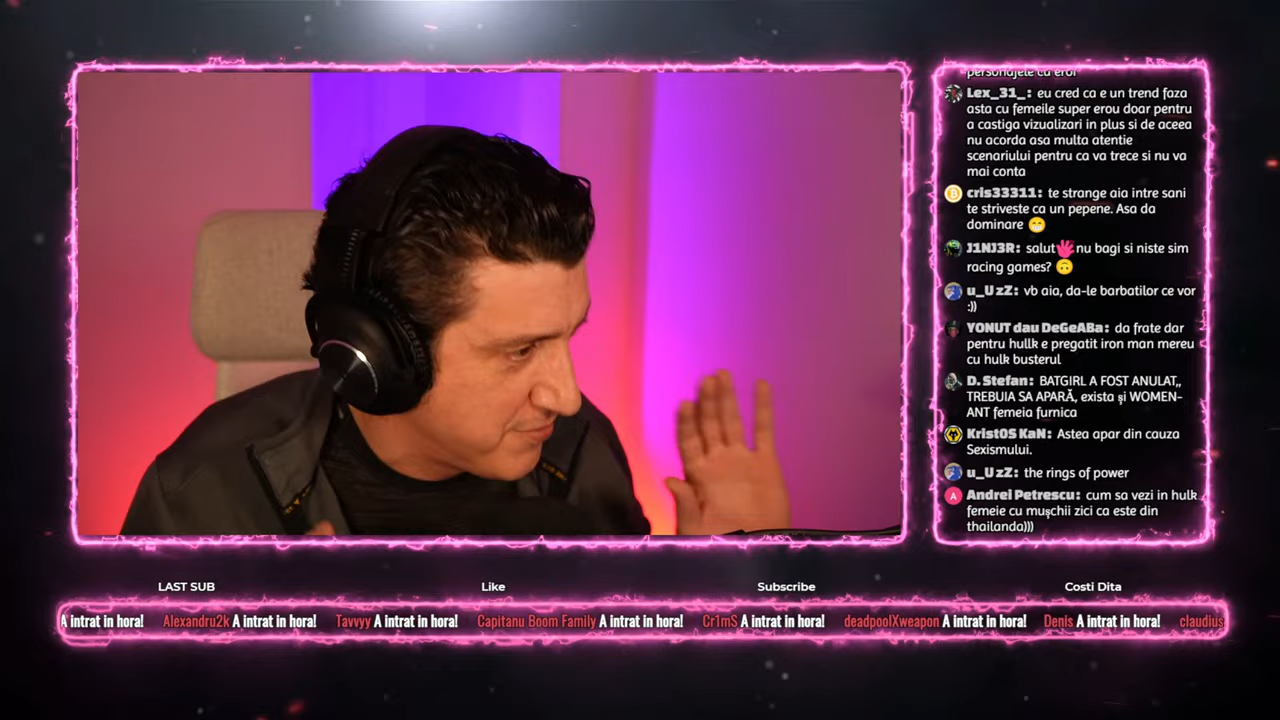 personajele ca eroi
Lex_31_: eu cred ca e un trend faza
asta cu femeile super erou doar pentru
a castiga vizualizari in plus si de aceea
nu acorda asa multa atentie
scenariului pentru ca va trece si nu va
mai conta
cris33311: te strange aia intre sani
te striveste ca un pepene. Asa da
dominare 😁
J1NJ3R: salut👋nu bagi si niste sim
racing games? 🙃
u_UzZ: vb aia, da-le barbatilor ce vor
:))
YONUT dau DeGeABa: da frate dar
pentru hullk e pregatit iron man mereu
cu hulk busterul
D. Stefan: BATGIRL A FOST ANULAT,,
TREBUIA SA APARĂ, exista și WOMEN-
ANT femeia furnica
KristOS KaN: Astea apar din cauza
Sexismului.
u_UzZ: the rings of power
Andrei Petrescu: cum sa vezi in hulk
femeie cu mușchii zici ca este din
thailanda)))
LAST SUB Like Subscribe Costi Dita
A intrat in hora! Alexandru2k A intrat in hora! Tavvyy A intrat in hora! Capitanu Boom Family A intrat in hora! Cr1mS A intrat in hora! deadpoolXweapon A intrat in hora! Denis A intrat in hora! claudius